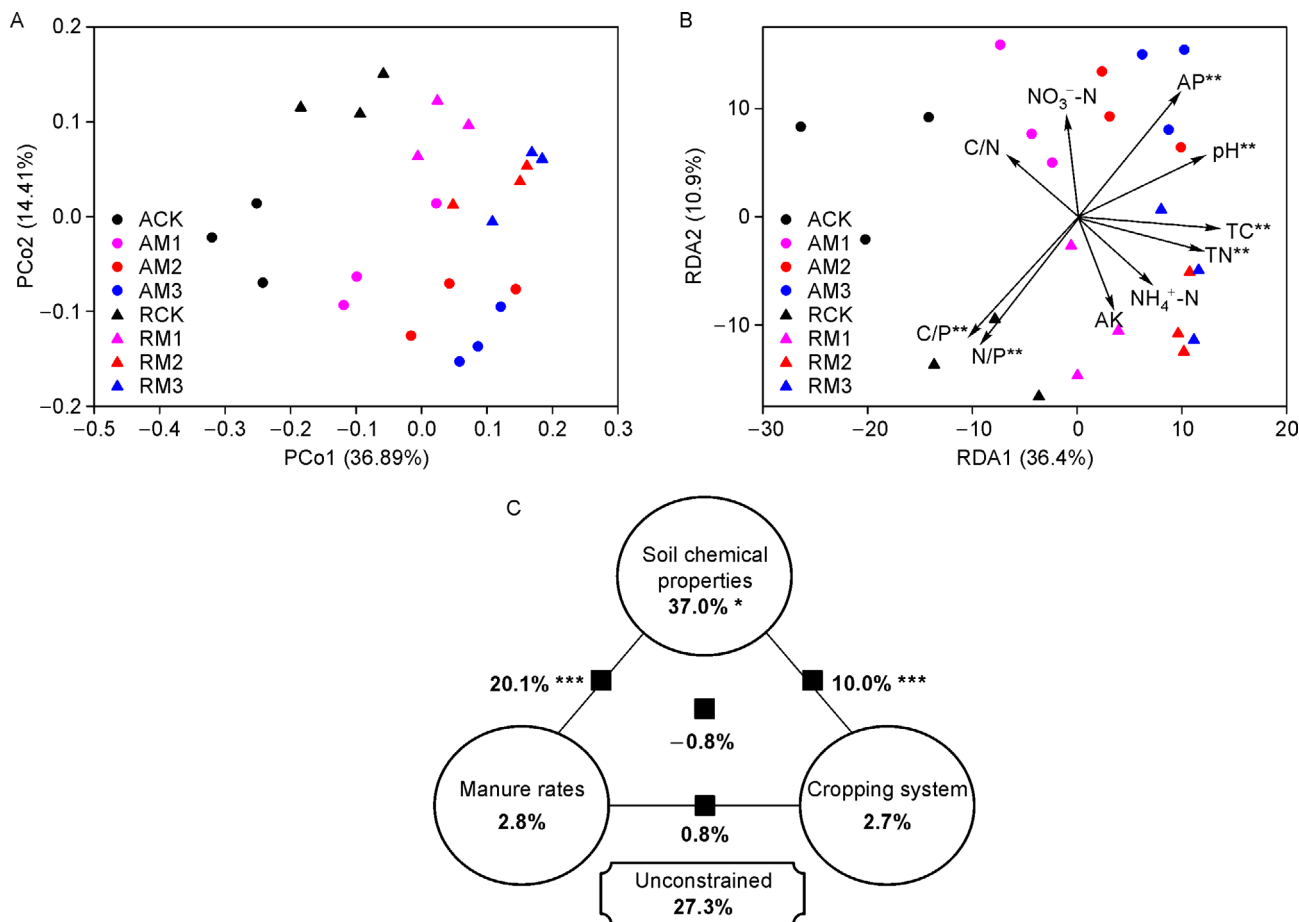 A
0.2
0.1
0.0
−0.1
−0.2
PCo2 (14.41%)
ACK
AM1
AM2
AM3
RCK
RM1
RM2
RM3
−0.5
−0.4
−0.3
−0.2
−0.1
0.0
0.1
0.2
0.3
PCo1 (36.89%)
B
10
0
−10
RDA2 (10.9%)
ACK
AM1
AM2
AM3
RCK
RM1
RM2
RM3
NO₃⁻-N
AP**
C/N
pH**
TC**
TN**
NH₄⁺-N
AK
C/P**
N/P**
−30
−20
−10
0
10
20
RDA1 (36.4%)
C
Soil chemical
properties
37.0% *
20.1% ***
10.0% ***
−0.8%
Manure rates
2.8%
Cropping system
2.7%
0.8%
Unconstrained
27.3%